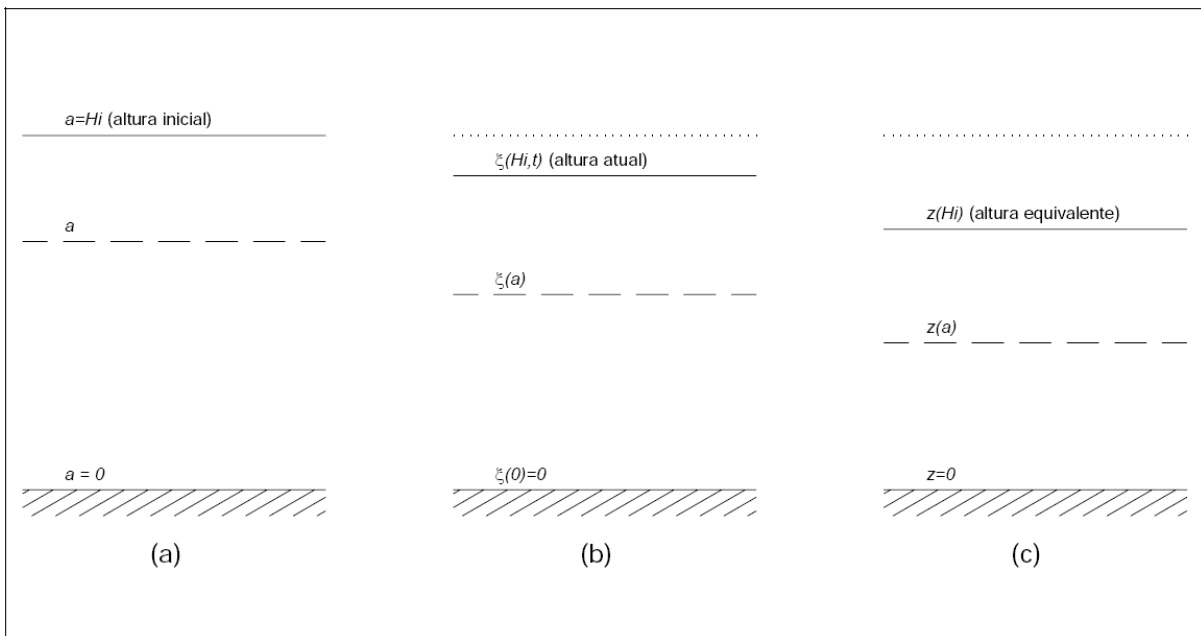 a=Hi (altura inicial)
a
a = 0
(a)
ξ(Hi,t) (altura atual)
ξ(a)
ξ(0)=0
(b)
z(Hi) (altura equivalente)
z(a)
z=0
(c)